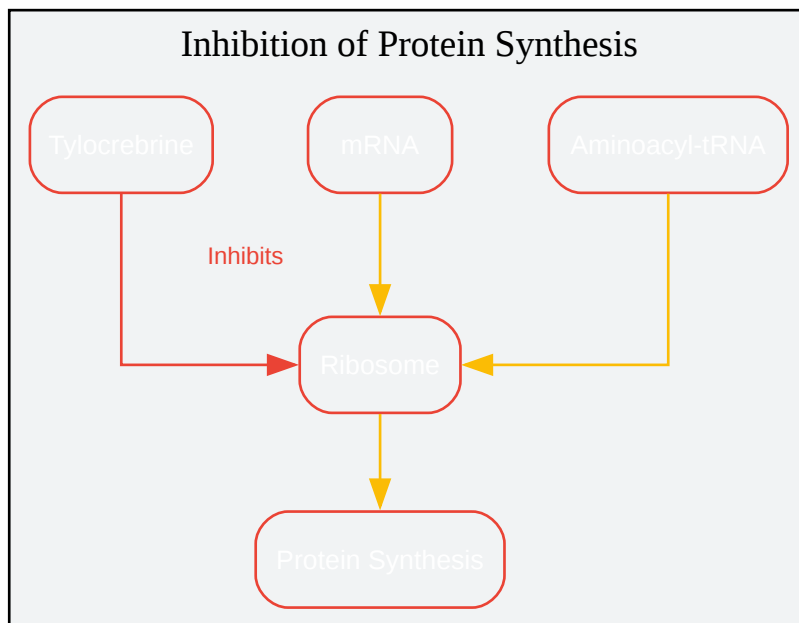 Inhibition of Protein Synthesis
Tylocrebrine
mRNA
Aminoacyl-tRNA
Inhibits
Ribosome
Protein Synthesis